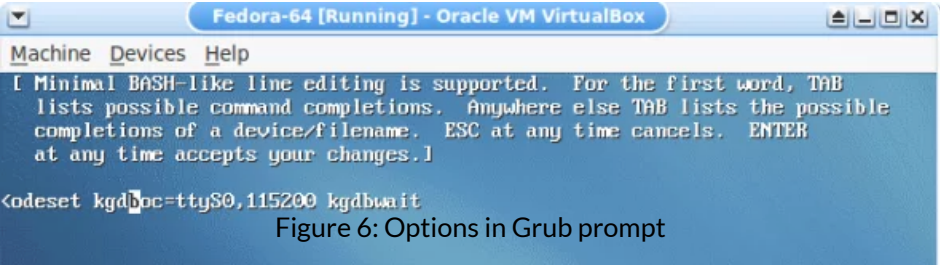 Fedora-64 [Running] - Oracle VM VirtualBox
Machine Devices Help
[ Minimal BASH-like line editing is supported. For the first word, TAB
lists possible command completions. Anywhere else TAB lists the possible
completions of a device/filename. ESC at any time cancels. ENTER
at any time accepts your changes.]
<odeset kgdboc=ttyS0,115200 kgdbwait
Figure 6: Options in Grub prompt